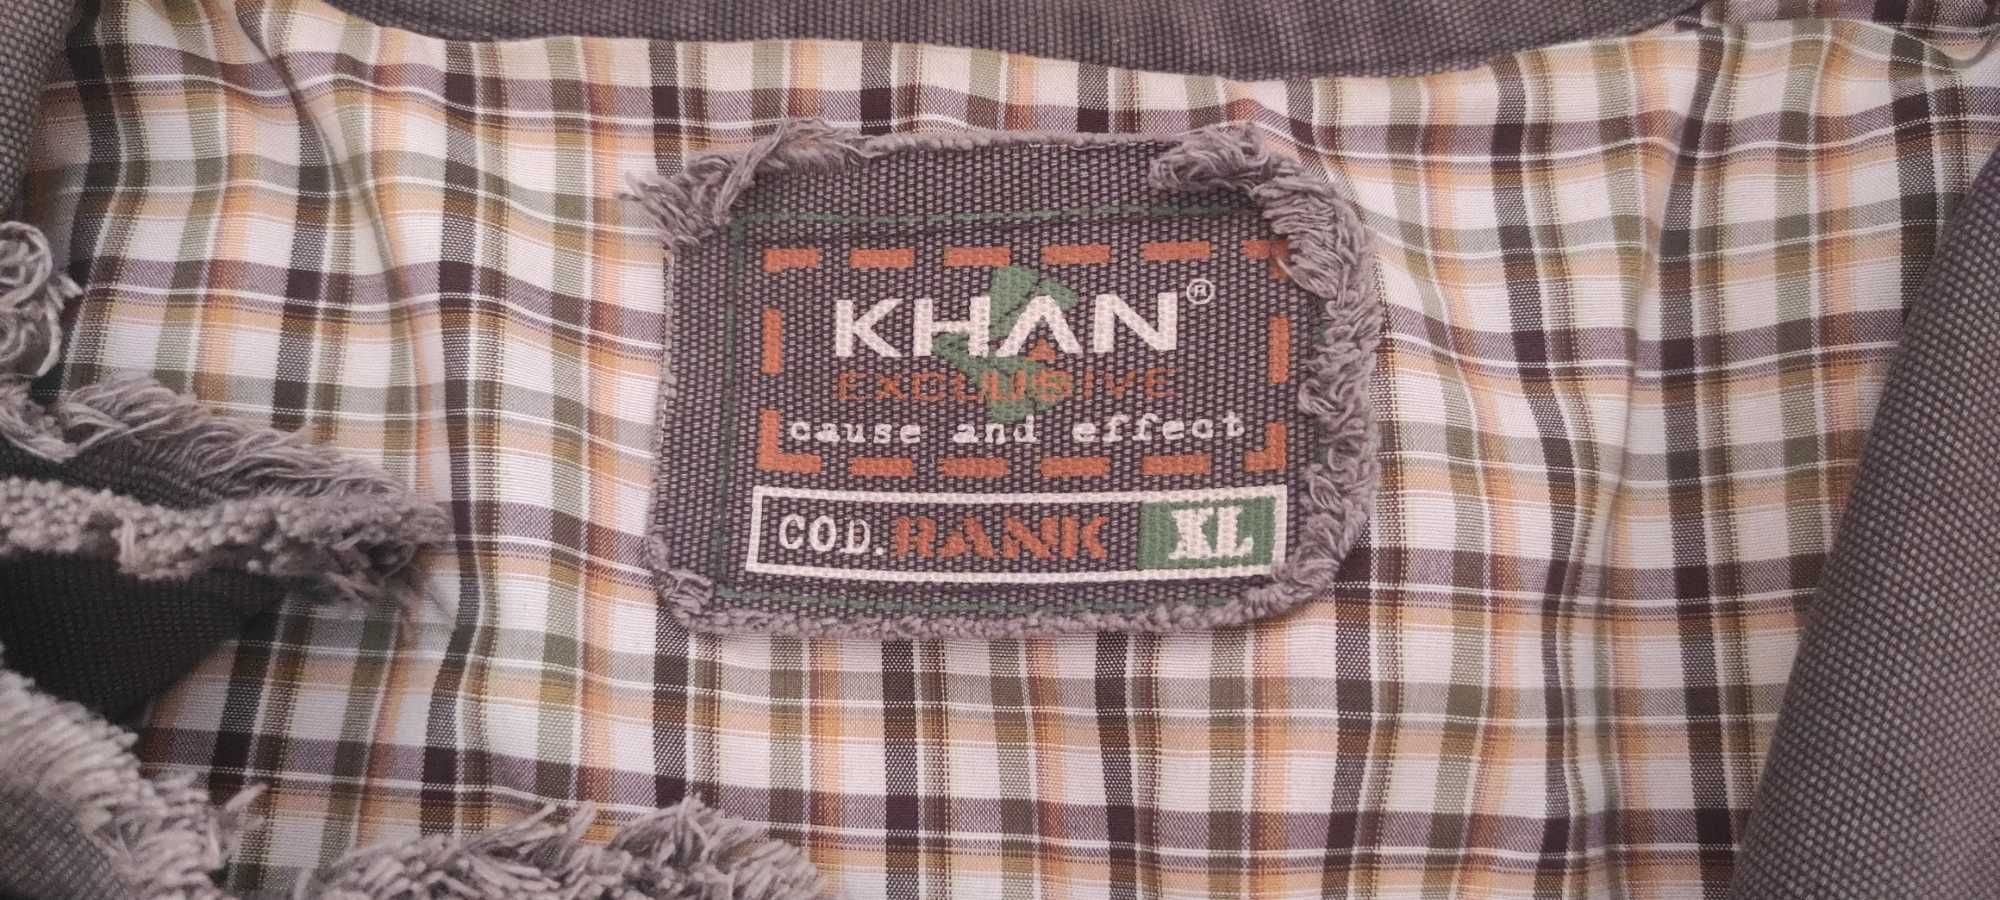 KHAN®
EXCLUSIVE
cause and effect
COD. RANK XL